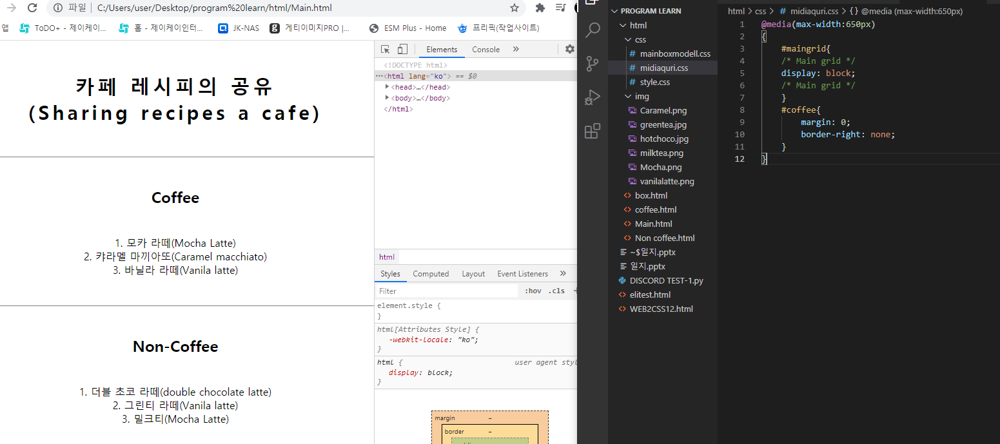 파일 | C:/Users/user/Desktop/program%20learn/html/Main.html
앱 ToDO+ - 제이케이... 홈 - 제이케이인터... JK-NAS 게티이미지PRO |... ESM Plus - Home 프리픽(작업사이트)
카페 레시피의 공유
(Sharing recipes a cafe)
Coffee
1. 모카 라떼(Mocha Latte)
2. 캬라멜 마끼아또(Caramel macchiato)
3. 바닐라 라떼(Vanila latte)
Non-Coffee
1. 더블 초코 라떼(double chocolate latte)
2. 그린티 라떼(Vanila latte)
3. 밀크티(Mocha Latte)
Elements Console »
<!DOCTYPE html>
···<html lang="ko"> == $0
<head>…</head>
<body>…</body>
</html>
html
Styles Computed Layout Event Listeners »
Filter :hov .cls +
element.style {
}
html[Attributes Style] {
-webkit-locale: "ko";
}
html { user agent styl
display: block;
}
margin –
border –
PROGRAM LEARN
html
css
# mainboxmodell.css
# midiaquri.css
# style.css
img
Caramel.png
greentea.jpg
hotchoco.jpg
milktea.png
Mocha.png
vanilalatte.png
<> box.html
<> coffee.html
<> Main.html
<> Non coffee.html
~$일지.pptx
일지.pptx
DISCORD TEST-1.py
<> elitest.html
<> WEB2CSS12.html
html > css > # midiaquri.css > {} @media (max-width:650px)
1 @media(max-width:650px)
2 {
3 #maingrid{
4 /* Main grid */
5 display: block;
6 /* Main grid */
7 }
8 #coffee{
9 margin: 0;
10 border-right: none;
11 }
12 }